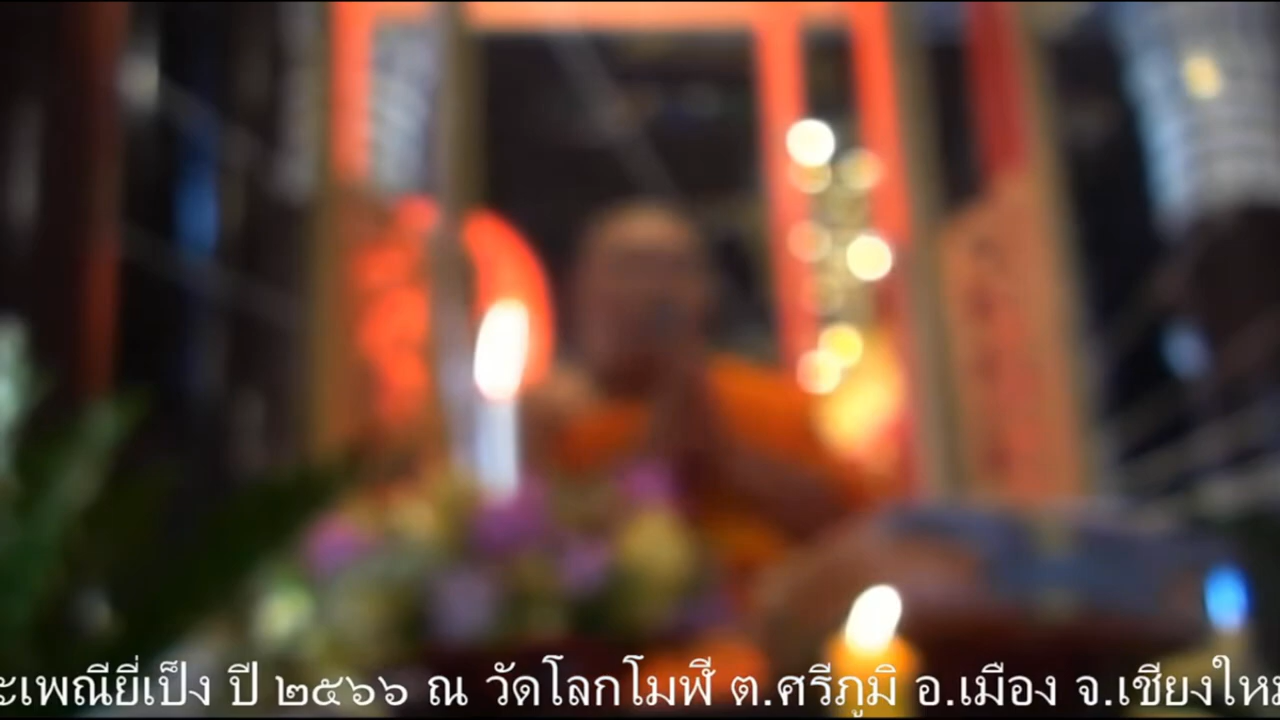 ะเพณียี่เป็ง ปี ๒๕๖๖ ณ วัดโลกโมฬี ต.ศรีภูมิ อ.เมือง จ.เชียงให